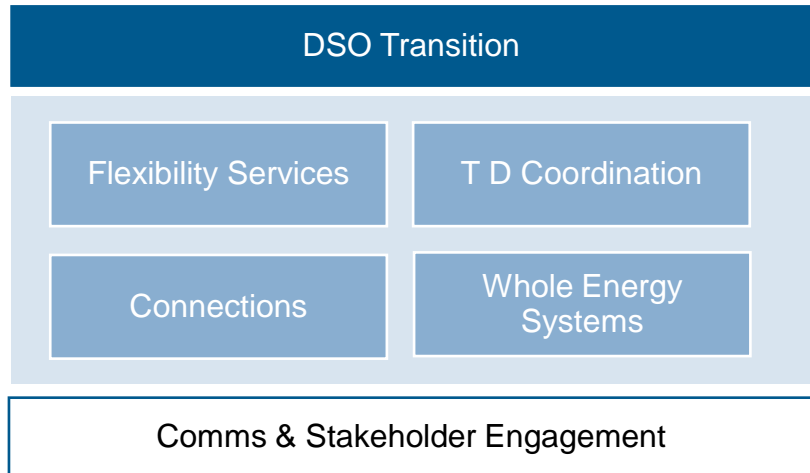 DSO Transition
Flexibility Services
T D Coordination
Connections
Whole Energy
Systems
Comms & Stakeholder Engagement